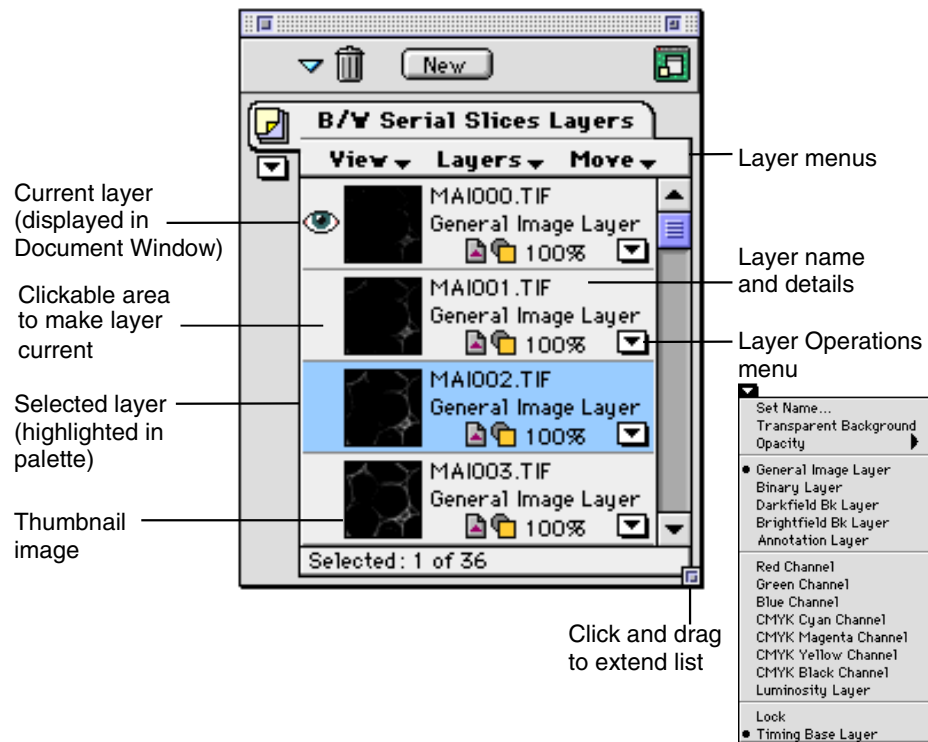 New
B/W Serial Slices Layers
View Layers Move
Layer menus
Current layer
(displayed in
Document Window)
MAI000.TIF
General Image Layer
100%
Layer name
and details
Clickable area
to make layer
current
MAI001.TIF
General Image Layer
100%
Layer Operations
menu
Selected layer
(highlighted in
palette)
MAI002.TIF
General Image Layer
100%
Thumbnail
image
MAI003.TIF
General Image Layer
100%
Selected: 1 of 36
Click and drag
to extend list
Set Name...
Transparent Background
Opacity
General Image Layer
Binary Layer
Darkfield Bk Layer
Brightfield Bk Layer
Annotation Layer
Red Channel
Green Channel
Blue Channel
CMYK Cyan Channel
CMYK Magenta Channel
CMYK Yellow Channel
CMYK Black Channel
Luminosity Layer
Lock
Timing Base Layer